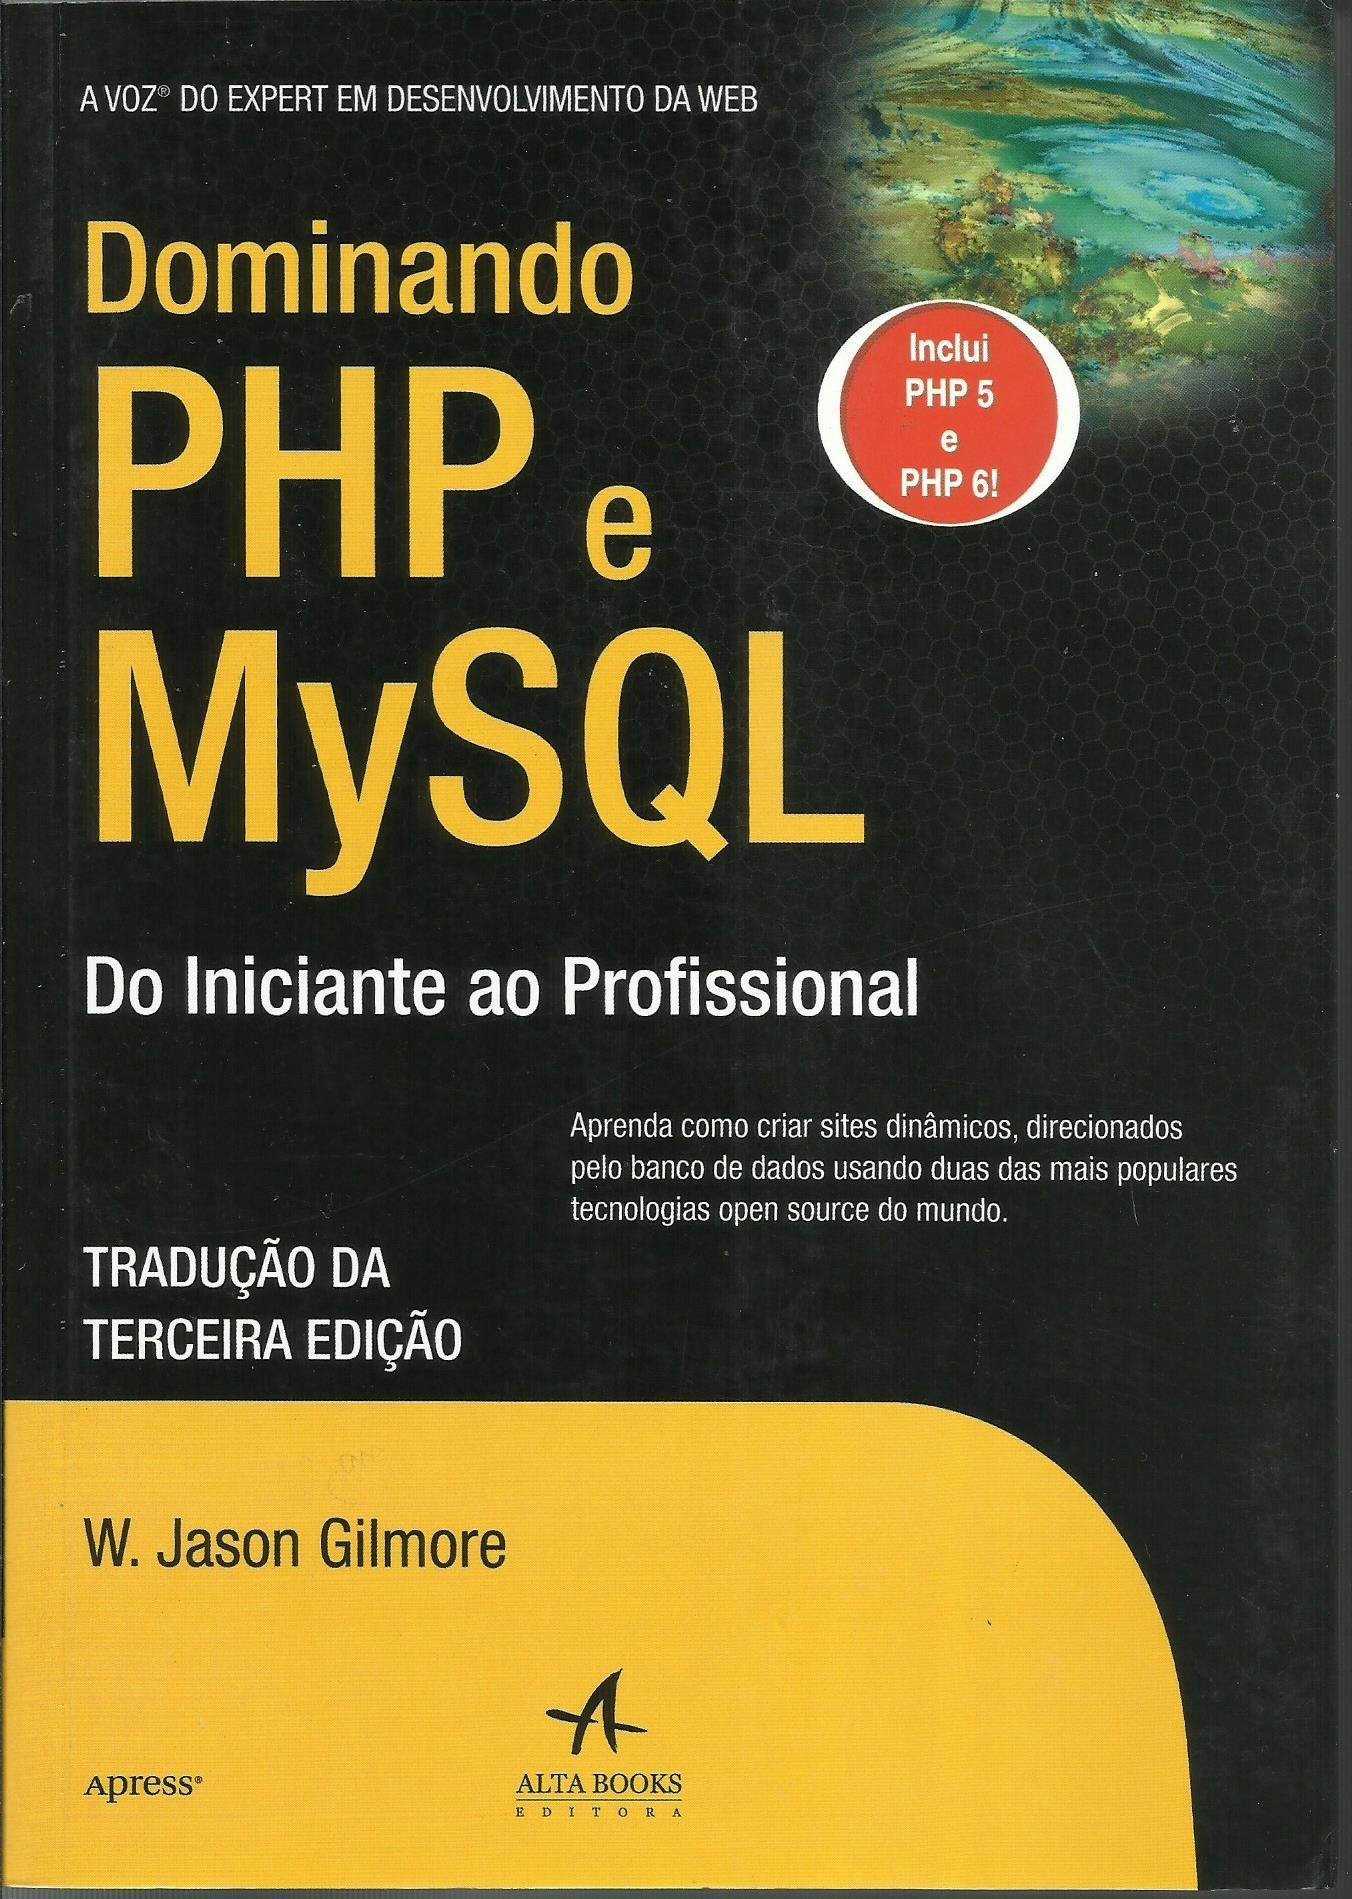 A VOZ® DO EXPERT EM DESENVOLVIMENTO DA WEB
Dominando
PHP e
MySQL
Inclui
PHP 5
e
PHP 6!
Do Iniciante ao Profissional
Aprenda como criar sites dinâmicos, direcionados
pelo banco de dados usando duas das mais populares
tecnologias open source do mundo.
TRADUÇÃO DA
TERCEIRA EDIÇÃO
W. Jason Gilmore
Apress®
ALTA BOOKS
EDITORA